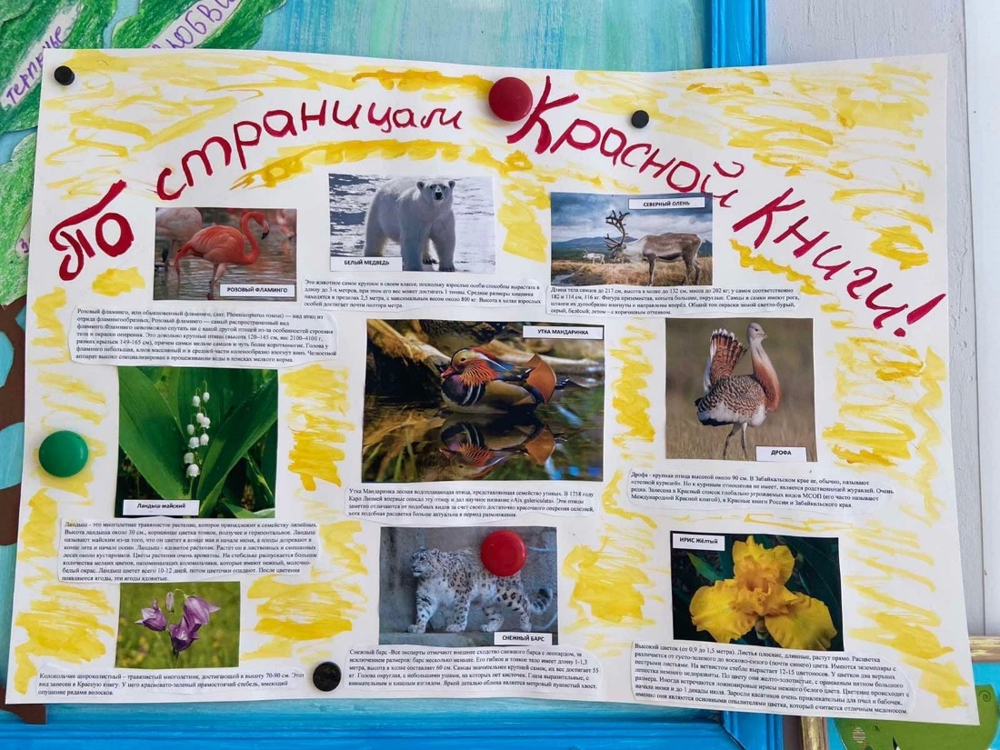 ТЕРПЕНЬЕ
ЛЮБВИ
По страницам Красной Книги!
РОЗОВЫЙ ФЛАМИНГО
Розовый фламинго, или обыкновенный фламинго, (лат. Phoenicopterus roseus) — вид птиц из
отряда фламингообразных. Розовый фламинго — самый распространенный вид
фламинго.Фламинго невозможно спутать ни с какой другой птицей из-за особенностей строения
тела и окраски оперения. Это довольно крупные птицы (высота 120–145 см, вес 2100–4100 г,
размах крыльев 149-165 см), причем самки мельче самцов и чуть более коротконогие. Голова у
фламинго небольшая, клюв массивный и в средней части коленообразно изогнут вниз. Челюстной
аппарат высоко специализирован в процеживании воды в поисках мелкого корма.
БЕЛЫЙ МЕДВЕДЬ
Это животное самое крупное в своем классе, поскольку взрослые особи способны вырастать в
длину до 3-х метров, при этом его вес может достигать 1 тонны. Средние размеры хищника
находятся в пределах 2,5 метра, с максимальным весом около 800 кг. Высота в холке взрослых
особей достигает почти полтора метра.
СЕВЕРНЫЙ ОЛЕНЬ
Длина тела самцов до 217 см, высота в холке до 132 см, масса до 202 кг; у самок соответственно
182 и 114 см, 116 кг. Фигура приземистая, копыта большие, округлые. Самцы и самки имеют рога,
штанги их дугообразно изогнуты и направлены вперёд. Общий тон окраски зимой светло-бурый,
серый, белёсый; летом – с коричневым оттенком.
УТКА МАНДАРИНКА
Утка Мандаринка лесная водоплавающая птица, представляющая семейство утиных. В 1758 году
Карл Линней впервые описал эту птицу и дал научное название «Aix galericulata». Эти птицы
заметно отличаются от подобных видов за счет своего достаточно красочного оперения селезней,
хотя подобная расцветка больше актуальна в период размножения.
ДРОФА
Дрофа - крупная птица высотой около 90 см. В Забайкальском крае ее, обычно, называют
«степной курицей». Но к куриным отношения не имеет, является родственницей журавлей. Очень
редка. Занесена в Красный список глобально угрожаемых видов МСОП (его часто называют
Международной Красной книгой), в Красные книги России и Забайкальского края.
Ландыш майский
Ландыш - это многолетнее травянистое растение, которое принадлежит к семейству лилейных.
Высота ландыша около 30 см., корневище цветка тонкое, ползучее и горизонтальное. Ландыш
называют майским из-за того, что он цветет в конце мая и начале июня, а плоды дозревают в
конце лета и начале осени. Ландыш - ядовитое растение. Растет он в лиственных и смешанных
лесах около кустарников. Цветы растения очень ароматны. На стебельке распускается большое
количества мелких цветов, напоминающих колокольчики, которые имеют нежный, молочно-
белый окрас. Ландыш цветет всего 10-12 дней, потом цветочки опадают. После цветения
появляются ягоды, эти ягоды ядовитые.
Колокольчик широколистный – травянистый многолетник, достигающий в высоту 70-90 см. Этот
вид занесен в Красную книгу. У него красновато-зеленый прямостоячий стебель, имеющий
опушение рядами волосков.
СНЕЖНЫЙ БАРС
Снежный барс -Все эксперты отмечают внешнее сходство снежного барса с леопардом, за
исключением размеров: барс несколько меньше. Его гибкое и тонкое тело имеет длину 1-1,3
метра, высота в холке составляет 60 см. Самцы значительнее крупней самок, их вес достигает 55
кг. Голова округлая, с небольшими ушами, на которых нет кисточек. Глаза выразительные, с
внимательным и хищным взглядом. Яркой деталью облика является метровый пушистый хвост.
ИРИС Жёлтый
Высокий цветок (от 0,9 до 1,5 метра). Листья плоские, длинные, растут прямо. Расцветка
различается от густо-зеленого до восково-сизого (почти синего) цвета. Имеются экземпляры с
пестрыми листьями. На ветвистом стебле вырастает 12-15 цветоносов. У цветков два верхних
лепестка немного недоразвиты. По цвету они желто-золотистые, с оранжевым пятном большого
размера. Иногда встречаются ложноаировые ирисы нежного белого цвета. Цветение происходит с
начала июня и до 1 декады июля. Заросли касатиков очень привлекательны для пчел и бабочек,
именно они являются основными опылителями цветка, который считается отличным медоносом.